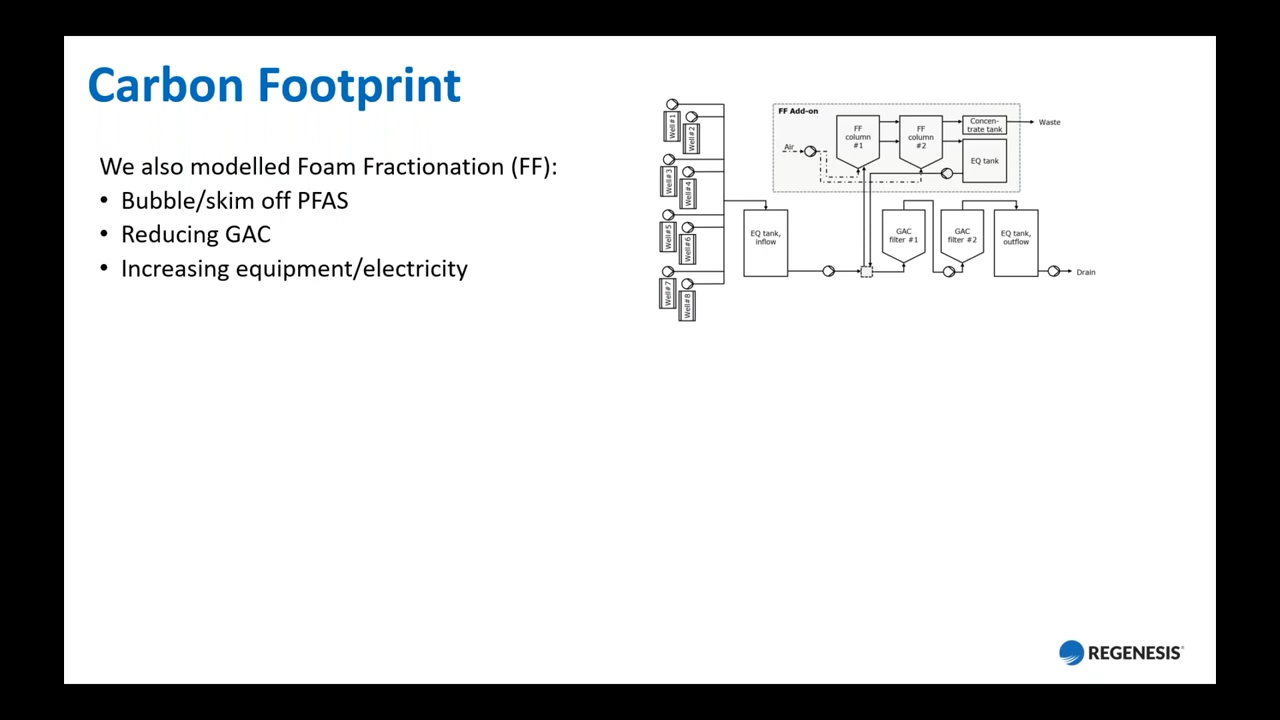 Carbon Footprint
We also modelled Foam Fractionation (FF):
• Bubble/skim off PFAS
• Reducing GAC
• Increasing equipment/electricity
Well#1
Well#2
Well#3
Well#4
Well#5
Well#6
Well#7
Well#8
EQ tank,
inflow
FF Add-on
Air
FF
column
#1
FF
column
#2
Concen-
trate tank
Waste
EQ tank
GAC
filter #1
GAC
filter #2
EQ tank,
outflow
Drain
REGENESIS®